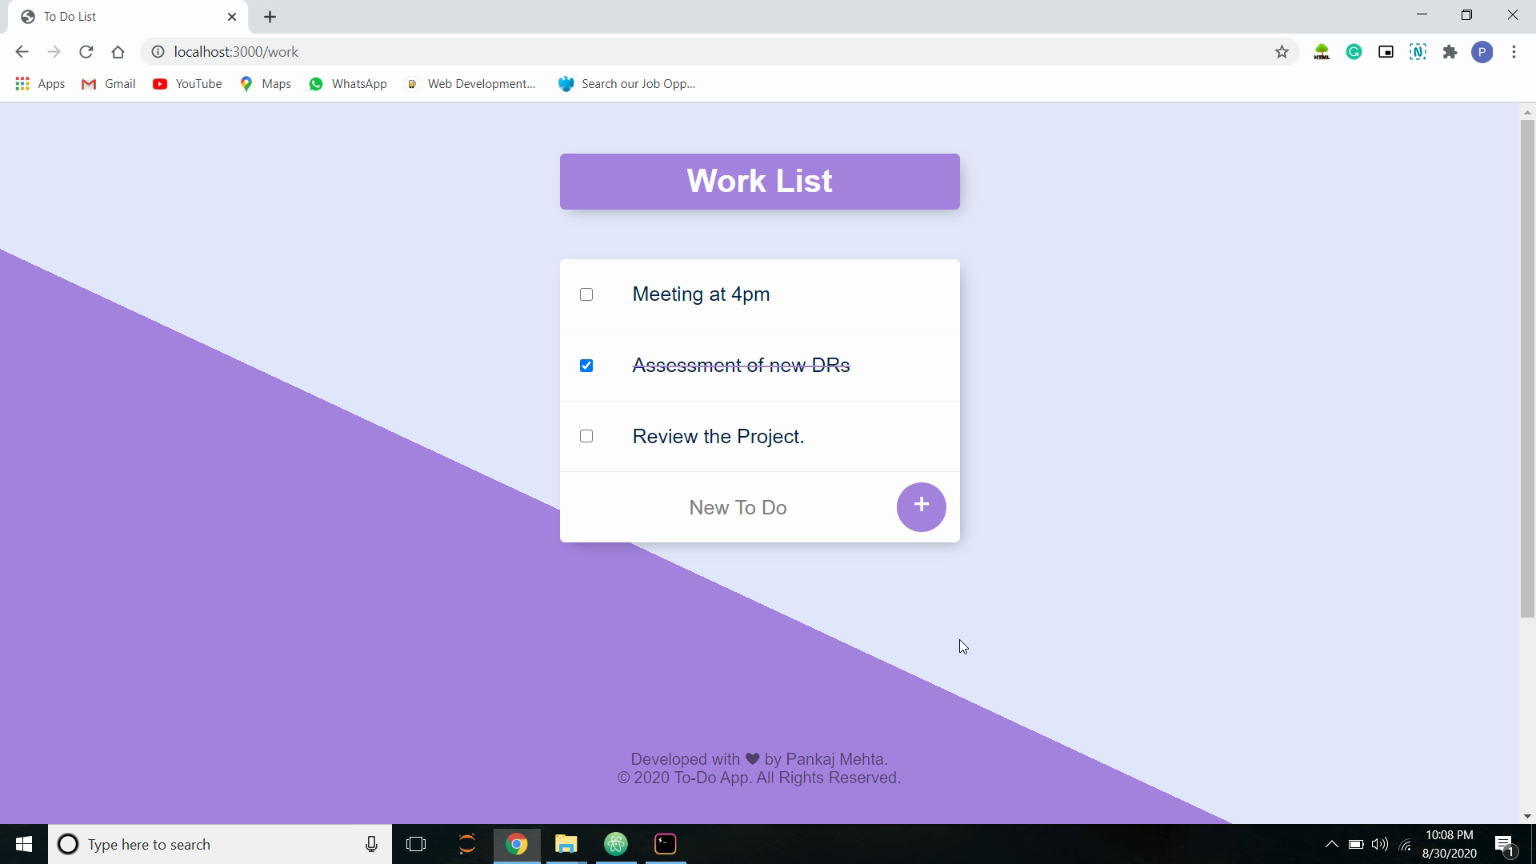 To Do List
localhost:3000/work
P
Apps
Gmail
YouTube
Maps
WhatsApp
Web Development...
Search our Job Opp...
Work List
Meeting at 4pm
Assessment of new DRs
Review the Project.
New To Do
+
Developed with ❤ by Pankaj Mehta.
© 2020 To-Do App. All Rights Reserved.
Type here to search
10:08 PM
8/30/2020
1